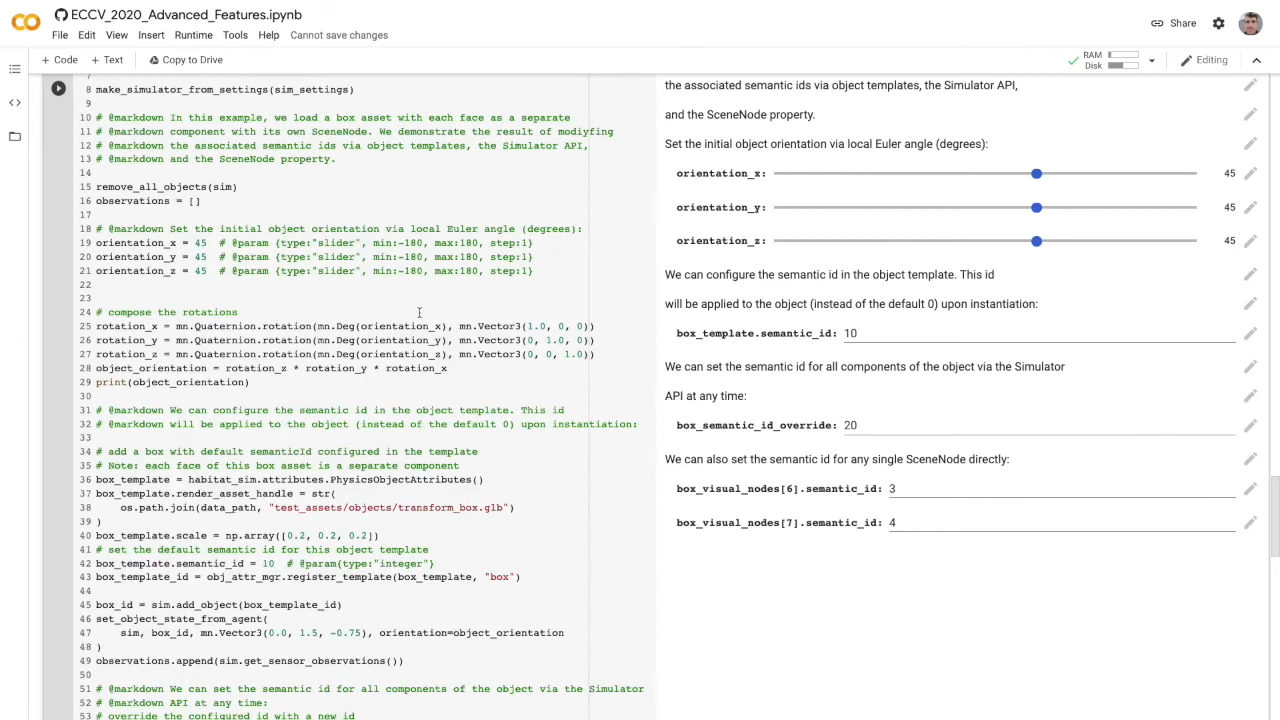 ECCV_2020_Advanced_Features.ipynb
File Edit View Insert Runtime Tools Help Cannot save changes
Share
+ Code + Text Copy to Drive
RAM
Disk
Editing
7
8 make_simulator_from_settings(sim_settings)
9
10 # @markdown In this example, we load a box asset with each face as a separate
11 # @markdown component with its own SceneNode. We demonstrate the result of modiyfing
12 # @markdown the associated semantic ids via object templates, the Simulator API,
13 # @markdown and the SceneNode property.
14
15 remove_all_objects(sim)
16 observations = []
17
18 # @markdown Set the initial object orientation via local Euler angle (degrees):
19 orientation_x = 45  # @param {type:"slider", min:-180, max:180, step:1}
20 orientation_y = 45  # @param {type:"slider", min:-180, max:180, step:1}
21 orientation_z = 45  # @param {type:"slider", min:-180, max:180, step:1}
22
23
24 # compose the rotations
25 rotation_x = mn.Quaternion.rotation(mn.Deg(orientation_x), mn.Vector3(1.0, 0, 0))
26 rotation_y = mn.Quaternion.rotation(mn.Deg(orientation_y), mn.Vector3(0, 1.0, 0))
27 rotation_z = mn.Quaternion.rotation(mn.Deg(orientation_z), mn.Vector3(0, 0, 1.0))
28 object_orientation = rotation_z * rotation_y * rotation_x
29 print(object_orientation)
30
31 # @markdown We can configure the semantic id in the object template. This id
32 # @markdown will be applied to the object (instead of the default 0) upon instantiation:
33
34 # add a box with default semanticId configured in the template
35 # Note: each face of this box asset is a separate component
36 box_template = habitat_sim.attributes.PhysicsObjectAttributes()
37 box_template.render_asset_handle = str(
38     os.path.join(data_path, "test_assets/objects/transform_box.glb")
39 )
40 box_template.scale = np.array([0.2, 0.2, 0.2])
41 # set the default semantic id for this object template
42 box_template.semantic_id = 10  # @param{type:"integer"}
43 box_template_id = obj_attr_mgr.register_template(box_template, "box")
44
45 box_id = sim.add_object(box_template_id)
46 set_object_state_from_agent(
47     sim, box_id, mn.Vector3(0.0, 1.5, -0.75), orientation=object_orientation
48 )
49 observations.append(sim.get_sensor_observations())
50
51 # @markdown We can set the semantic id for all components of the object via the Simulator
52 # @markdown API at any time:
53 # override the configured id with a new id
the associated semantic ids via object templates, the Simulator API,
and the SceneNode property.
Set the initial object orientation via local Euler angle (degrees):
orientation_x: 45
orientation_y: 45
orientation_z: 45
We can configure the semantic id in the object template. This id
will be applied to the object (instead of the default 0) upon instantiation:
box_template.semantic_id: 10
We can set the semantic id for all components of the object via the Simulator
API at any time:
box_semantic_id_override: 20
We can also set the semantic id for any single SceneNode directly:
box_visual_nodes[6].semantic_id: 3
box_visual_nodes[7].semantic_id: 4